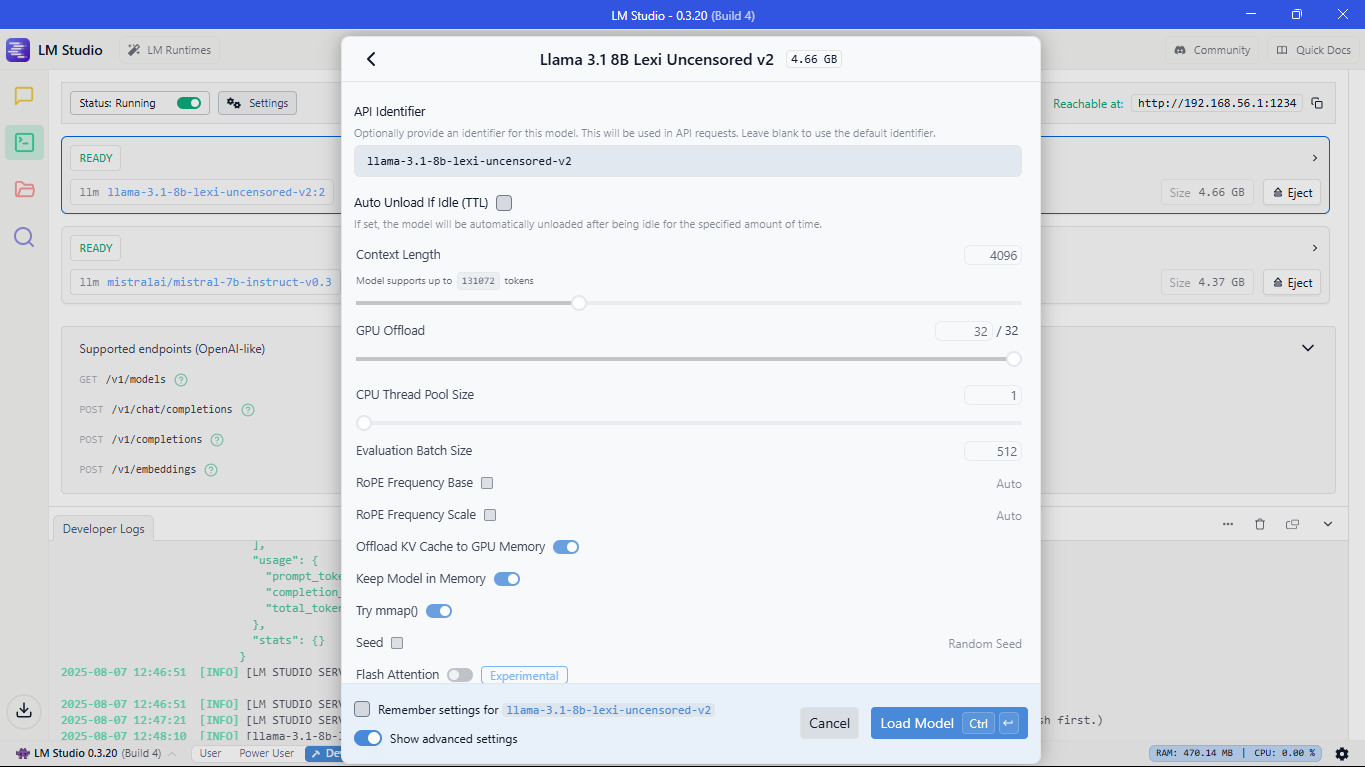 LM Studio - 0.3.20 (Build 4)
LM Studio
LM Runtimes
Community
Quick Docs
Status: Running
Settings
Reachable at: http://192.168.56.1:1234
READY
llm llama-3.1-8b-lexi-uncensored-v2:2
Size 4.66 GB
Eject
READY
llm mistralai/mistral-7b-instruct-v0.3
Size 4.37 GB
Eject
Supported endpoints (OpenAI-like)
GET /v1/models ?
POST /v1/chat/completions ?
POST /v1/completions ?
POST /v1/embeddings ?
Llama 3.1 8B Lexi Uncensored v2 4.66 GB
API Identifier
Optionally provide an identifier for this model. This will be used in API requests. Leave blank to use the default identifier.
llama-3.1-8b-lexi-uncensored-v2
Auto Unload If Idle (TTL)
If set, the model will be automatically unloaded after being idle for the specified amount of time.
Context Length 4096
Model supports up to 131072 tokens
GPU Offload 32 / 32
CPU Thread Pool Size 1
Evaluation Batch Size 512
RoPE Frequency Base Auto
RoPE Frequency Scale Auto
Offload KV Cache to GPU Memory
Keep Model in Memory
Try mmap()
Seed Random Seed
Flash Attention Experimental
Remember settings for llama-3.1-8b-lexi-uncensored-v2
Show advanced settings
Cancel
Load Model Ctrl ↩
Developer Logs
],
"usage": {
"prompt_toke
"completion_
"total_toker
},
"stats": {}
}
2025-08-07 12:46:51 [INFO] [LM STUDIO SERV
2025-08-07 12:46:51 [INFO] [LM STUDIO SERV
2025-08-07 12:47:21 [INFO] [LM STUDIO SERV
sh first.)
2025-08-07 12:48:10 [INFO] [llama-3.1-8b-l
LM Studio 0.3.20 (Build 4)
User
Power User
Dev
RAM: 470.14 MB | CPU: 0.00 %